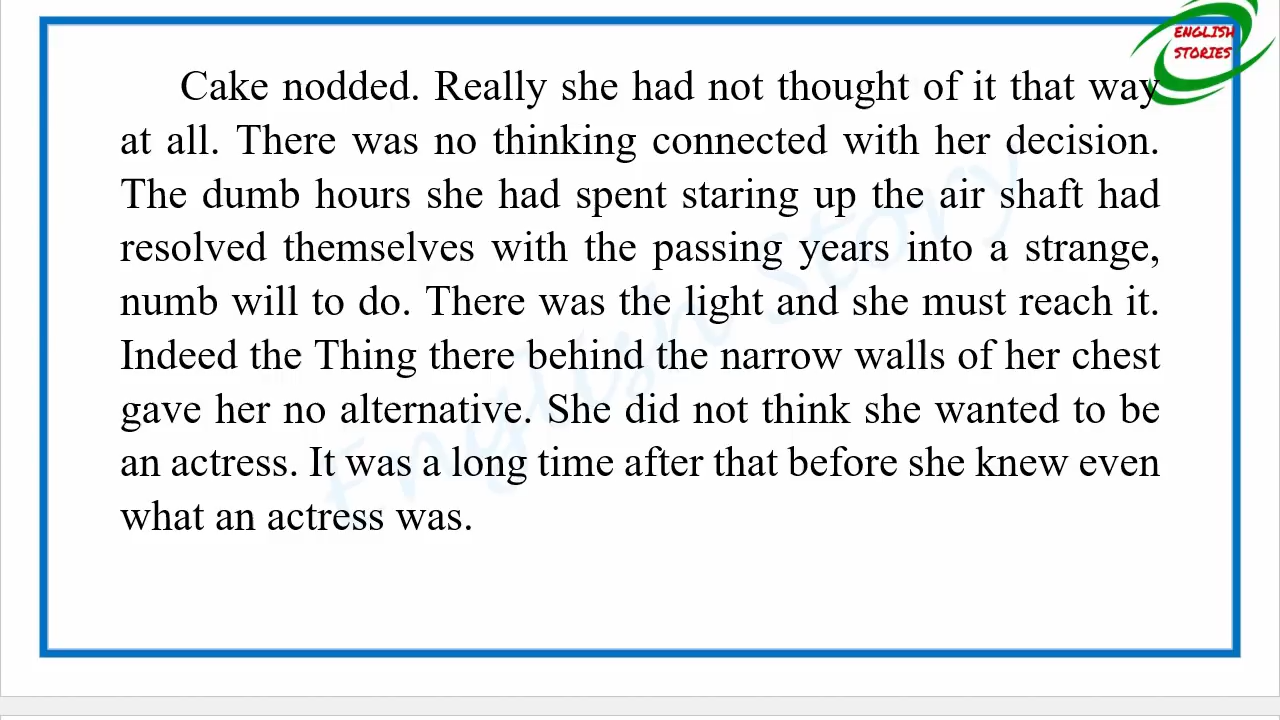 ENGLISH
STORIES
Cake nodded. Really she had not thought of it that way
at all. There was no thinking connected with her decision.
The dumb hours she had spent staring up the air shaft had
resolved themselves with the passing years into a strange,
numb will to do. There was the light and she must reach it.
Indeed the Thing there behind the narrow walls of her chest
gave her no alternative. She did not think she wanted to be
an actress. It was a long time after that before she knew even
what an actress was.
English Story